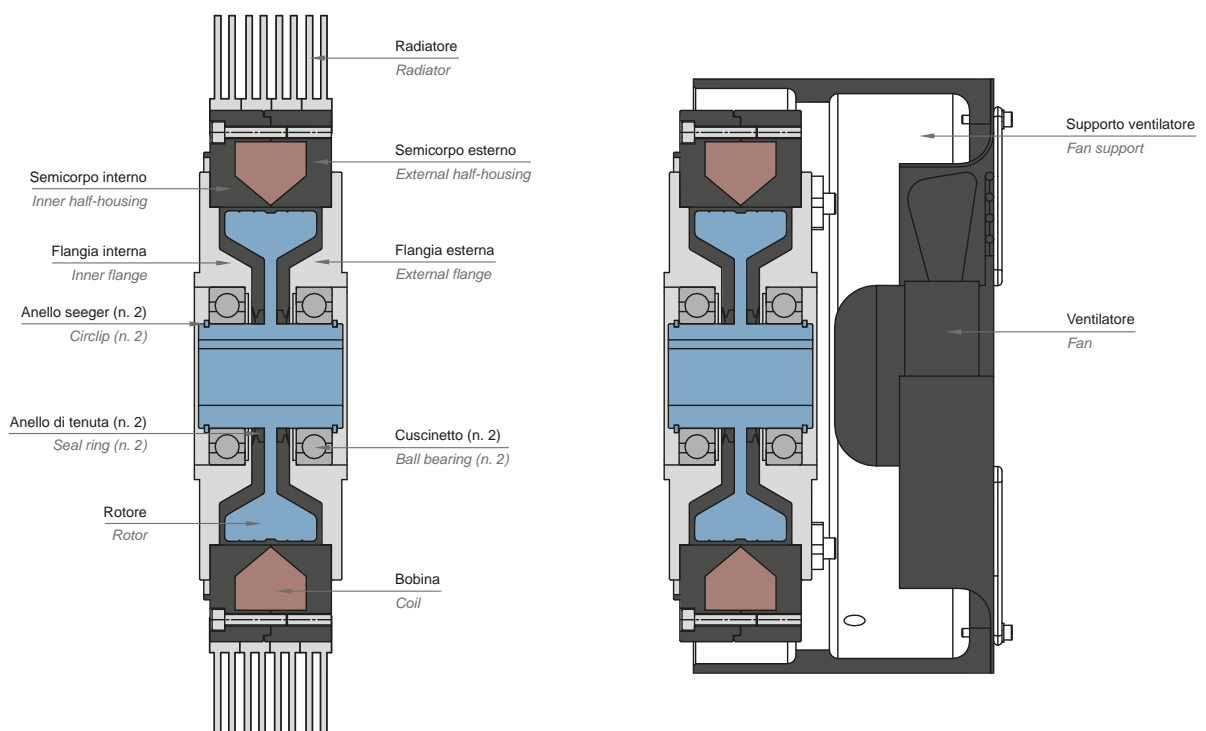 Radiatore
Radiator
Semicorpo esterno
External half-housing
Semicorpo interno
Inner half-housing
Flangia interna
Inner flange
Flangia esterna
External flange
Anello seeger (n. 2)
Circlip (n. 2)
Anello di tenuta (n. 2)
Seal ring (n. 2)
Cuscinetto (n. 2)
Ball bearing (n. 2)
Rotore
Rotor
Bobina
Coil
Supporto ventilatore
Fan support
Ventilatore
Fan